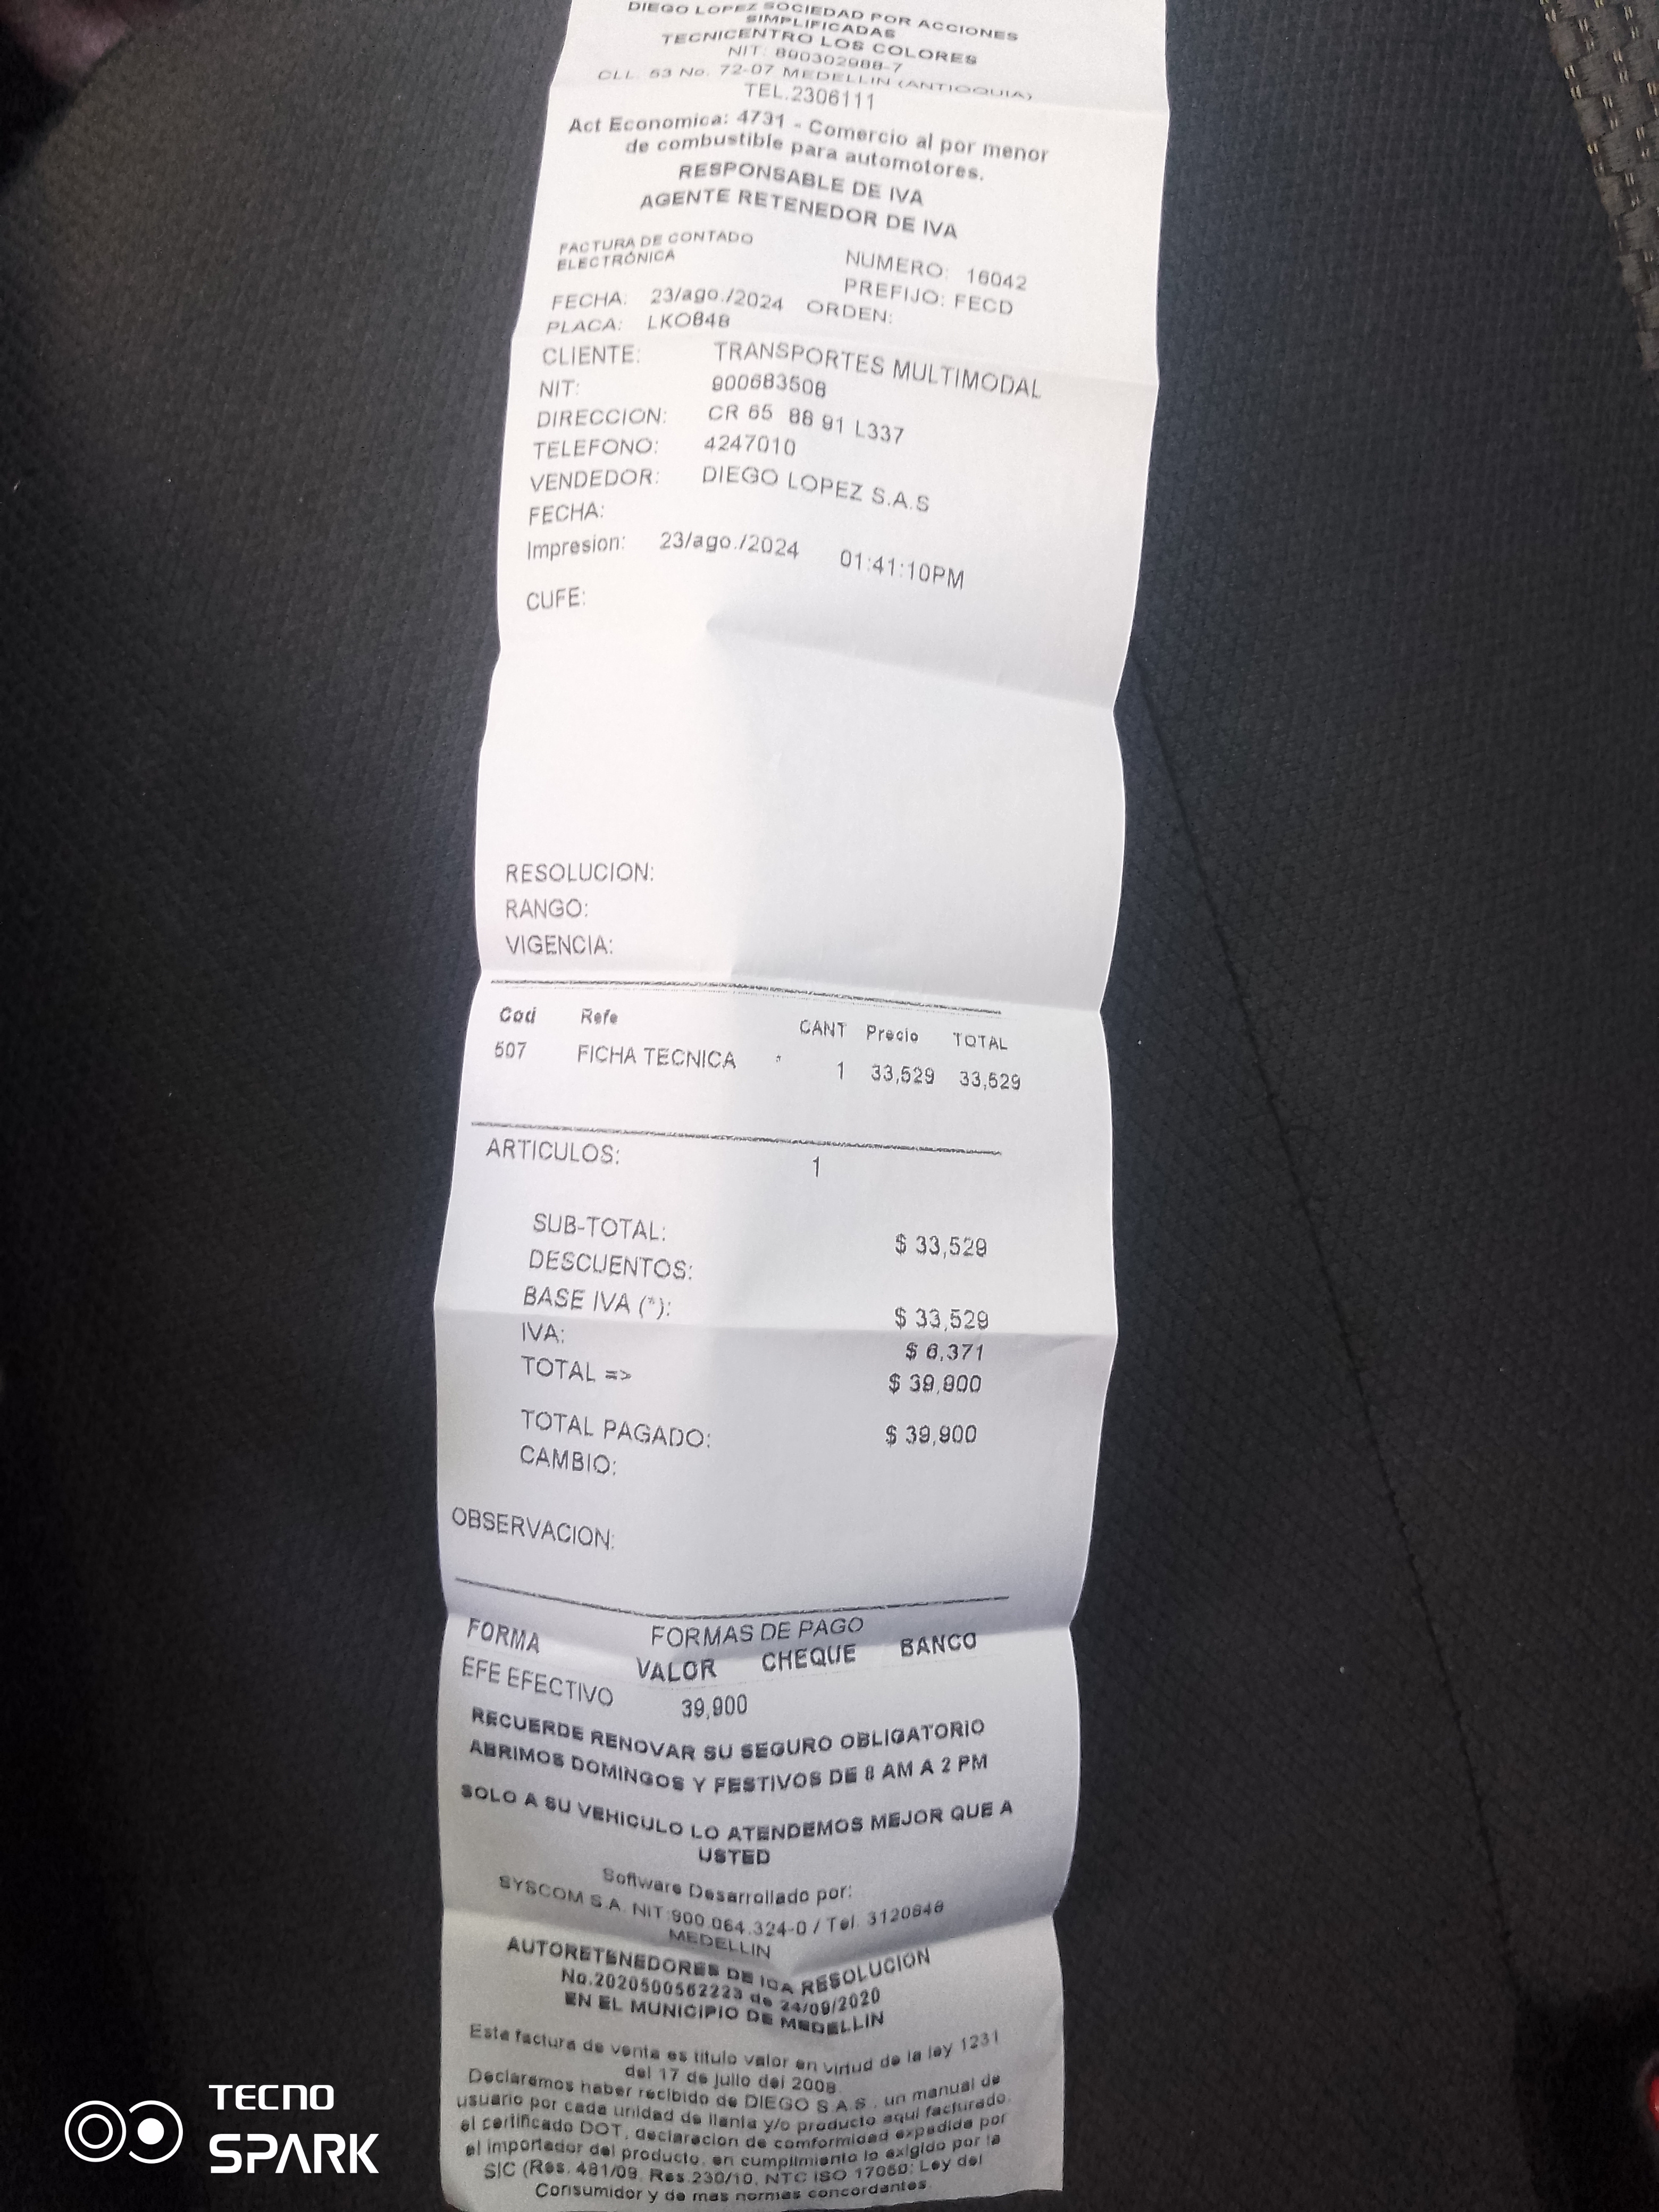 DIEGO LOPEZ SOCIEDAD POR ACCIONES
SIMPLIFICADAS
TECNICENTRO LOS COLORES
NIT: 890302988-7
CLL. 53 No. 72-07 MEDELLIN (ANTIOQUIA)
TEL.2306111
Act Economica: 4731 - Comercio al por menor
de combustible para automotores.
RESPONSABLE DE IVA
AGENTE RETENEDOR DE IVA
FACTURA DE CONTADO
ELECTRÓNICA
NUMERO: 16042
PREFIJO: FECD
FECHA: 23/ago./2024 ORDEN:
PLACA: LKO848
CLIENTE: TRANSPORTES MULTIMODAL
NIT: 900683508
DIRECCION: CR 65 88 91 L337
TELEFONO: 4247010
VENDEDOR: DIEGO LOPEZ S.A.S
FECHA:
Impresion: 23/ago./2024 01:41:10PM
CUFE:
RESOLUCION:
RANGO:
VIGENCIA:
Cod Refe CANT Precio TOTAL
507 FICHA TECNICA * 1 33,529 33,529
ARTICULOS: 1
SUB-TOTAL: $ 33,529
DESCUENTOS:
BASE IVA (*): $ 33,529
IVA: $ 6,371
TOTAL => $ 39,900
TOTAL PAGADO: $ 39,900
CAMBIO:
OBSERVACION:
FORMAS DE PAGO
FORMA VALOR CHEQUE BANCO
EFE EFECTIVO 39,900
RECUERDE RENOVAR SU SEGURO OBLIGATORIO
ABRIMOS DOMINGOS Y FESTIVOS DE 8 AM A 2 PM
SOLO A SU VEHICULO LO ATENDEMOS MEJOR QUE A
USTED
Software Desarrollado por:
SYSCOM S.A. NIT:900.064.324-0 / Tel. 3120848
MEDELLIN
AUTORETENEDORES DE ICA RESOLUCION
No.2020500562223 de 24/09/2020
EN EL MUNICIPIO DE MEDELLIN
Esta factura de venta es titulo valor en virtud de la ley 1231
del 17 de julio del 2008.
Declaramos haber recibido de DIEGO S.A.S. un manual de
usuario por cada unidad de llanta y/o producto aqui facturado.
el certificado DOT, declaracion de comformidad expedida por
el importador del producto, en cumplimiento lo exigido por la
SIC (Res. 481/09, Res.230/10, NTC ISO 17050; Ley del
Consumidor y de mas normas concordantes.
TECNO
SPARK